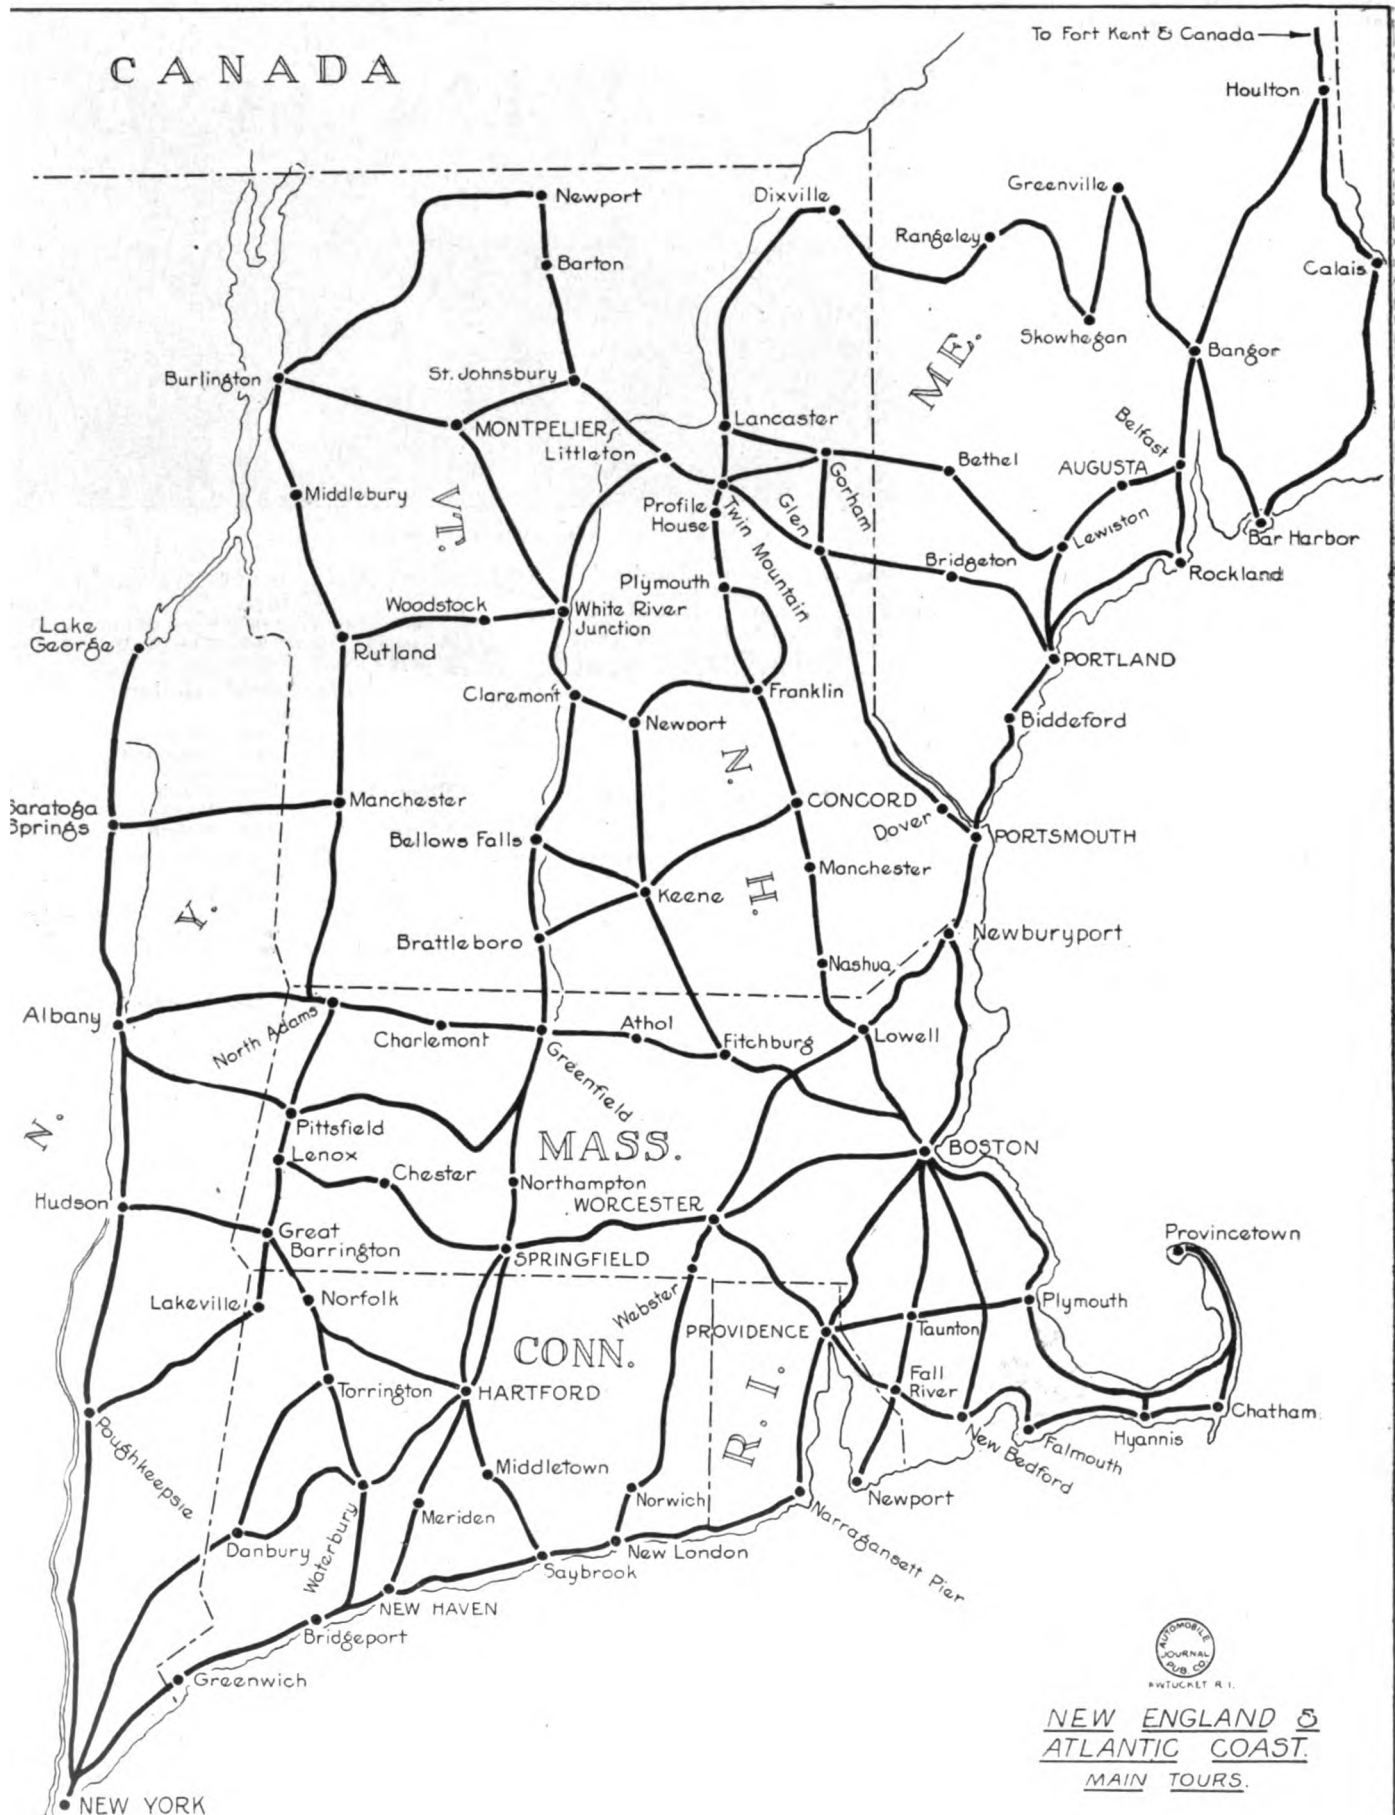 To Fort Kent & Canada
CANADA
Houlton
Newport
Dixville
Greenville
Rangeley
Barton
Calais
Skowhegan
Bangor
ME.
Burlington
St. Johnsbury
Lancaster
MONTPELIER
Littleton
Belfast
Bethel
AUGUSTA
Middlebury
VT.
Profile
House
Twin Mountain
Glen
Gorham
Lewiston
Bar Harbor
Bridgeton
Rockland
Plymouth
Woodstock
White River
Junction
Lake
George
Rutland
PORTLAND
Claremont
Newport
Franklin
Biddeford
N.
H.
Saratoga
Springs
Manchester
CONCORD
Dover
PORTSMOUTH
Bellows Falls
Manchester
Keene
N.
Y.
Brattleboro
Newburyport
Nashua
Albany
North Adams
Charlemont
Greenfield
Athol
Fitchburg
Lowell
Pittsfield
MASS.
Lenox
BOSTON
Chester
Northampton
Hudson
WORCESTER
Great
Barrington
SPRINGFIELD
Provincetown
Lakeville
Norfolk
Webster
Plymouth
PROVIDENCE
Taunton
CONN.
R. I.
Torrington
HARTFORD
Fall
River
Chatham
Poughkeepsie
Hyannis
Falmouth
New Bedford
Middletown
Norwich
Newport
Meriden
Narragansett Pier
Danbury
Waterbury
New London
Saybrook
NEW HAVEN
Bridgeport
Greenwich
NEW YORK
AUTOMOBILE
JOURNAL
PUB. CO.
PAWTUCKET R. I.
NEW ENGLAND &
ATLANTIC COAST.
MAIN TOURS.